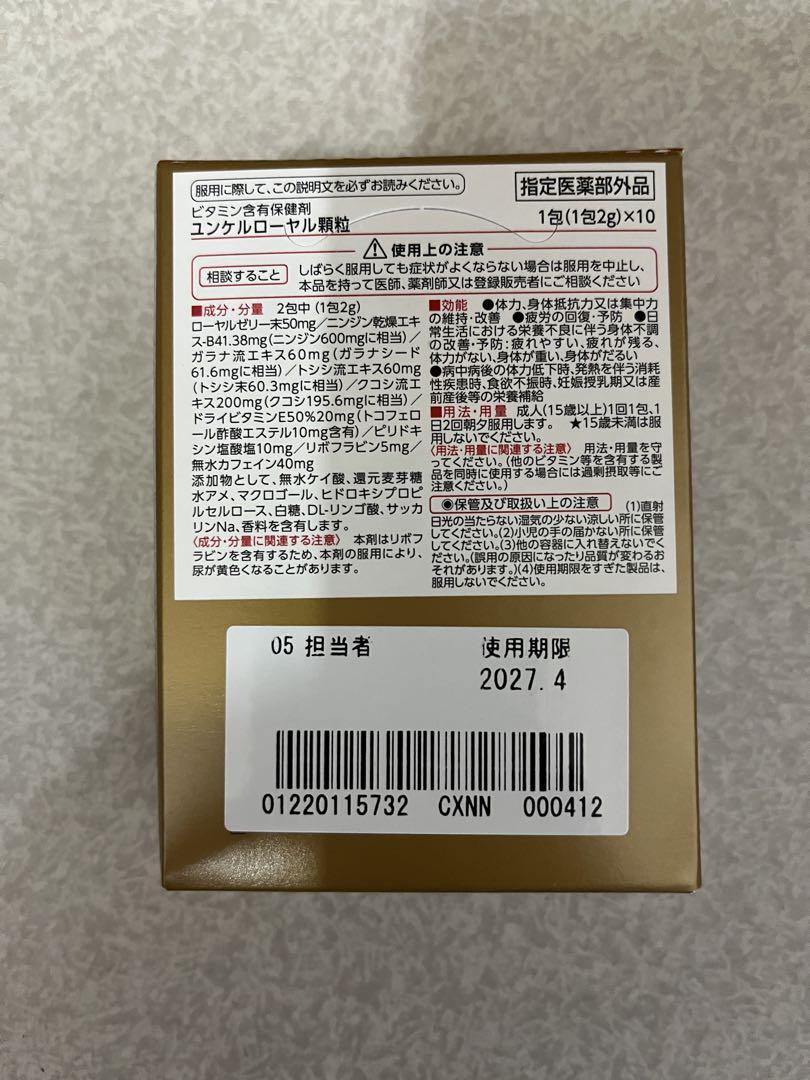 服用に際して、この説明文を必ずお読みください。
指定医薬部外品
ビタミン含有保健剤
ユンケルローヤル顆粒
1包(1包2g)×10
使用上の注意
相談すること
しばらく服用しても症状がよくならない場合は服用を中止し、
本品を持って医師、薬剤師又は登録販売者にご相談ください
■成分・分量 2包中(1包2g)
ローヤルゼリー末50mg/ニンジン乾燥エキ
ス-B41.38mg(ニンジン600mgに相当)/
ガラナ流エキス60mg(ガラナシード
61.6mgに相当)/トシシ流エキス60mg
(トシシ末60.3mgに相当)/クコシ流エ
キス200mg(クコシ195.6mgに相当)/
ドライビタミンE50%20mg(トコフェロ
ール酢酸エステル10mg含有)/ピリドキ
シン塩酸塩10mg/リボフラビン5mg/
無水カフェイン40mg
添加物として、無水ケイ酸、還元麦芽糖
水アメ、マクロゴール、ヒドロキシプロピ
ルセルロース、白糖、DL-リンゴ酸、サッカ
リンNa、香料を含有します。
〈成分・分量に関連する注意〉 本剤はリボフ
ラビンを含有するため、本剤の服用により、
尿が黄色くなることがあります。
■効能 ●体力、身体抵抗力又は集中力
の維持・改善 ●疲労の回復・予防 ●日
常生活における栄養不良に伴う身体不調
の改善・予防:疲れやすい、疲れが残る、
体力がない、身体が重い、身体がだるい
●病中病後の体力低下時、発熱を伴う消耗
性疾患時、食欲不振時、妊娠授乳期又は産
前産後等の栄養補給
■用法・用量 成人(15歳以上)1回1包、1
日2回朝夕服用します。 ★15歳未満は服
用しないでください。
〈用法・用量に関連する注意〉 用法・用量を守
ってください。(他のビタミン等を含有する製
品を同時に使用する場合には過剰摂取等にご
注意ください。)
◉保管及び取扱い上の注意 (1)直射
日光の当たらない湿気の少ない涼しい所に保管
してください。(2)小児の手の届かない所に保管
してください。(3)他の容器に入れ替えないでく
ださい。(誤用の原因になったり品質が変わるお
それがあります。)(4)使用期限をすぎた製品は、
服用しないでください。
05 担当者 使用期限
2027.4
01220115732 CXNN 000412